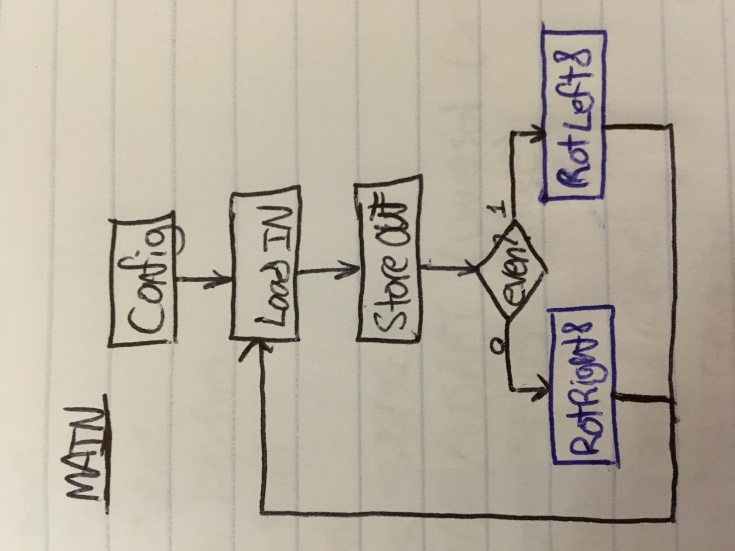 MAIN
Config
Load IN
Store OUT
even?
0
1
RotRight8
RotLeft8